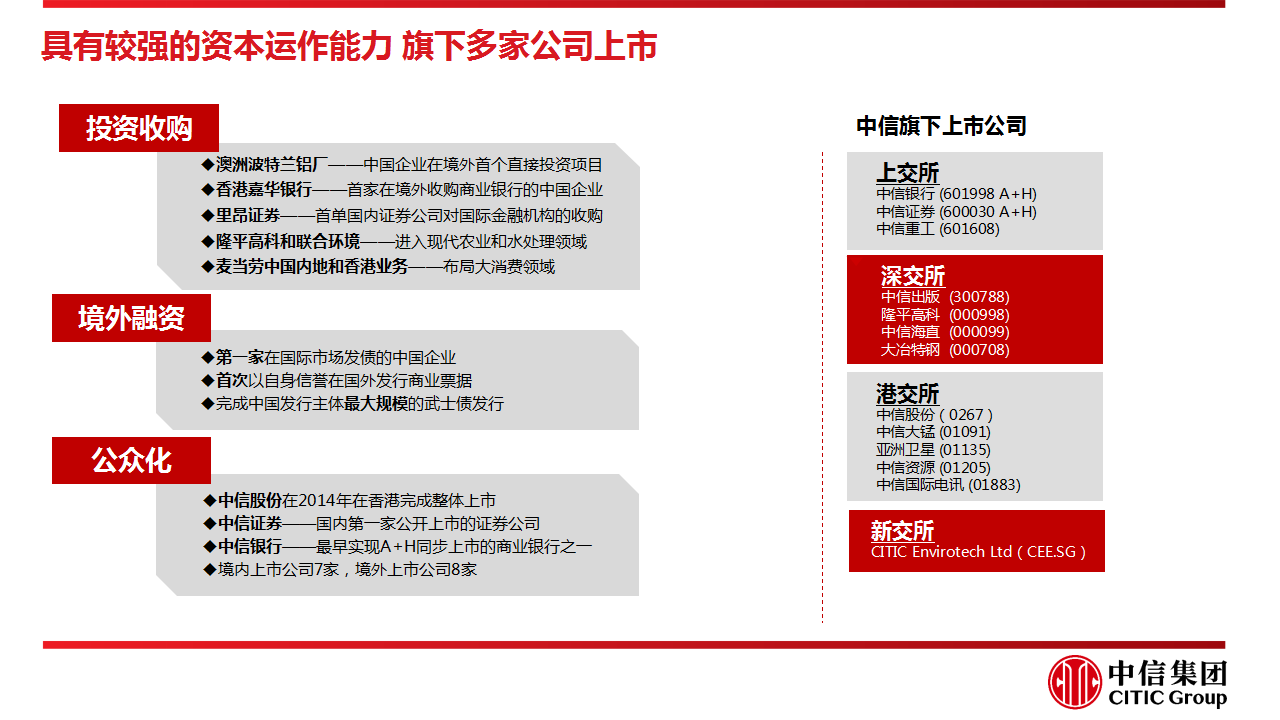 具有较强的资本运作能力 旗下多家公司上市
投资收购
◆澳洲波特兰铝厂——中国企业在境外首个直接投资项目
◆香港嘉华银行——首家在境外收购商业银行的中国企业
◆里昂证券——首单国内证券公司对国际金融机构的收购
◆隆平高科和联合环境——进入现代农业和水处理领域
◆麦当劳中国内地和香港业务——布局大消费领域
境外融资
◆第一家在国际市场发债的中国企业
◆首次以自身信誉在国外发行商业票据
◆完成中国发行主体最大规模的武士债发行
公众化
◆中信股份在2014年在香港完成整体上市
◆中信证券——国内第一家公开上市的证券公司
◆中信银行——最早实现A+H同步上市的商业银行之一
◆境内上市公司7家，境外上市公司8家
中信旗下上市公司
上交所
中信银行 (601998 A+H)
中信证券 (600030 A+H)
中信重工 (601608)
深交所
中信出版 (300788)
隆平高科 (000998)
中信海直 (000099)
大冶特钢 (000708)
港交所
中信股份（0267）
中信大锰 (01091)
亚洲卫星 (01135)
中信资源 (01205)
中信国际电讯 (01883)
新交所
CITIC Envirotech Ltd（CEE.SG）
中信集团
CITIC Group